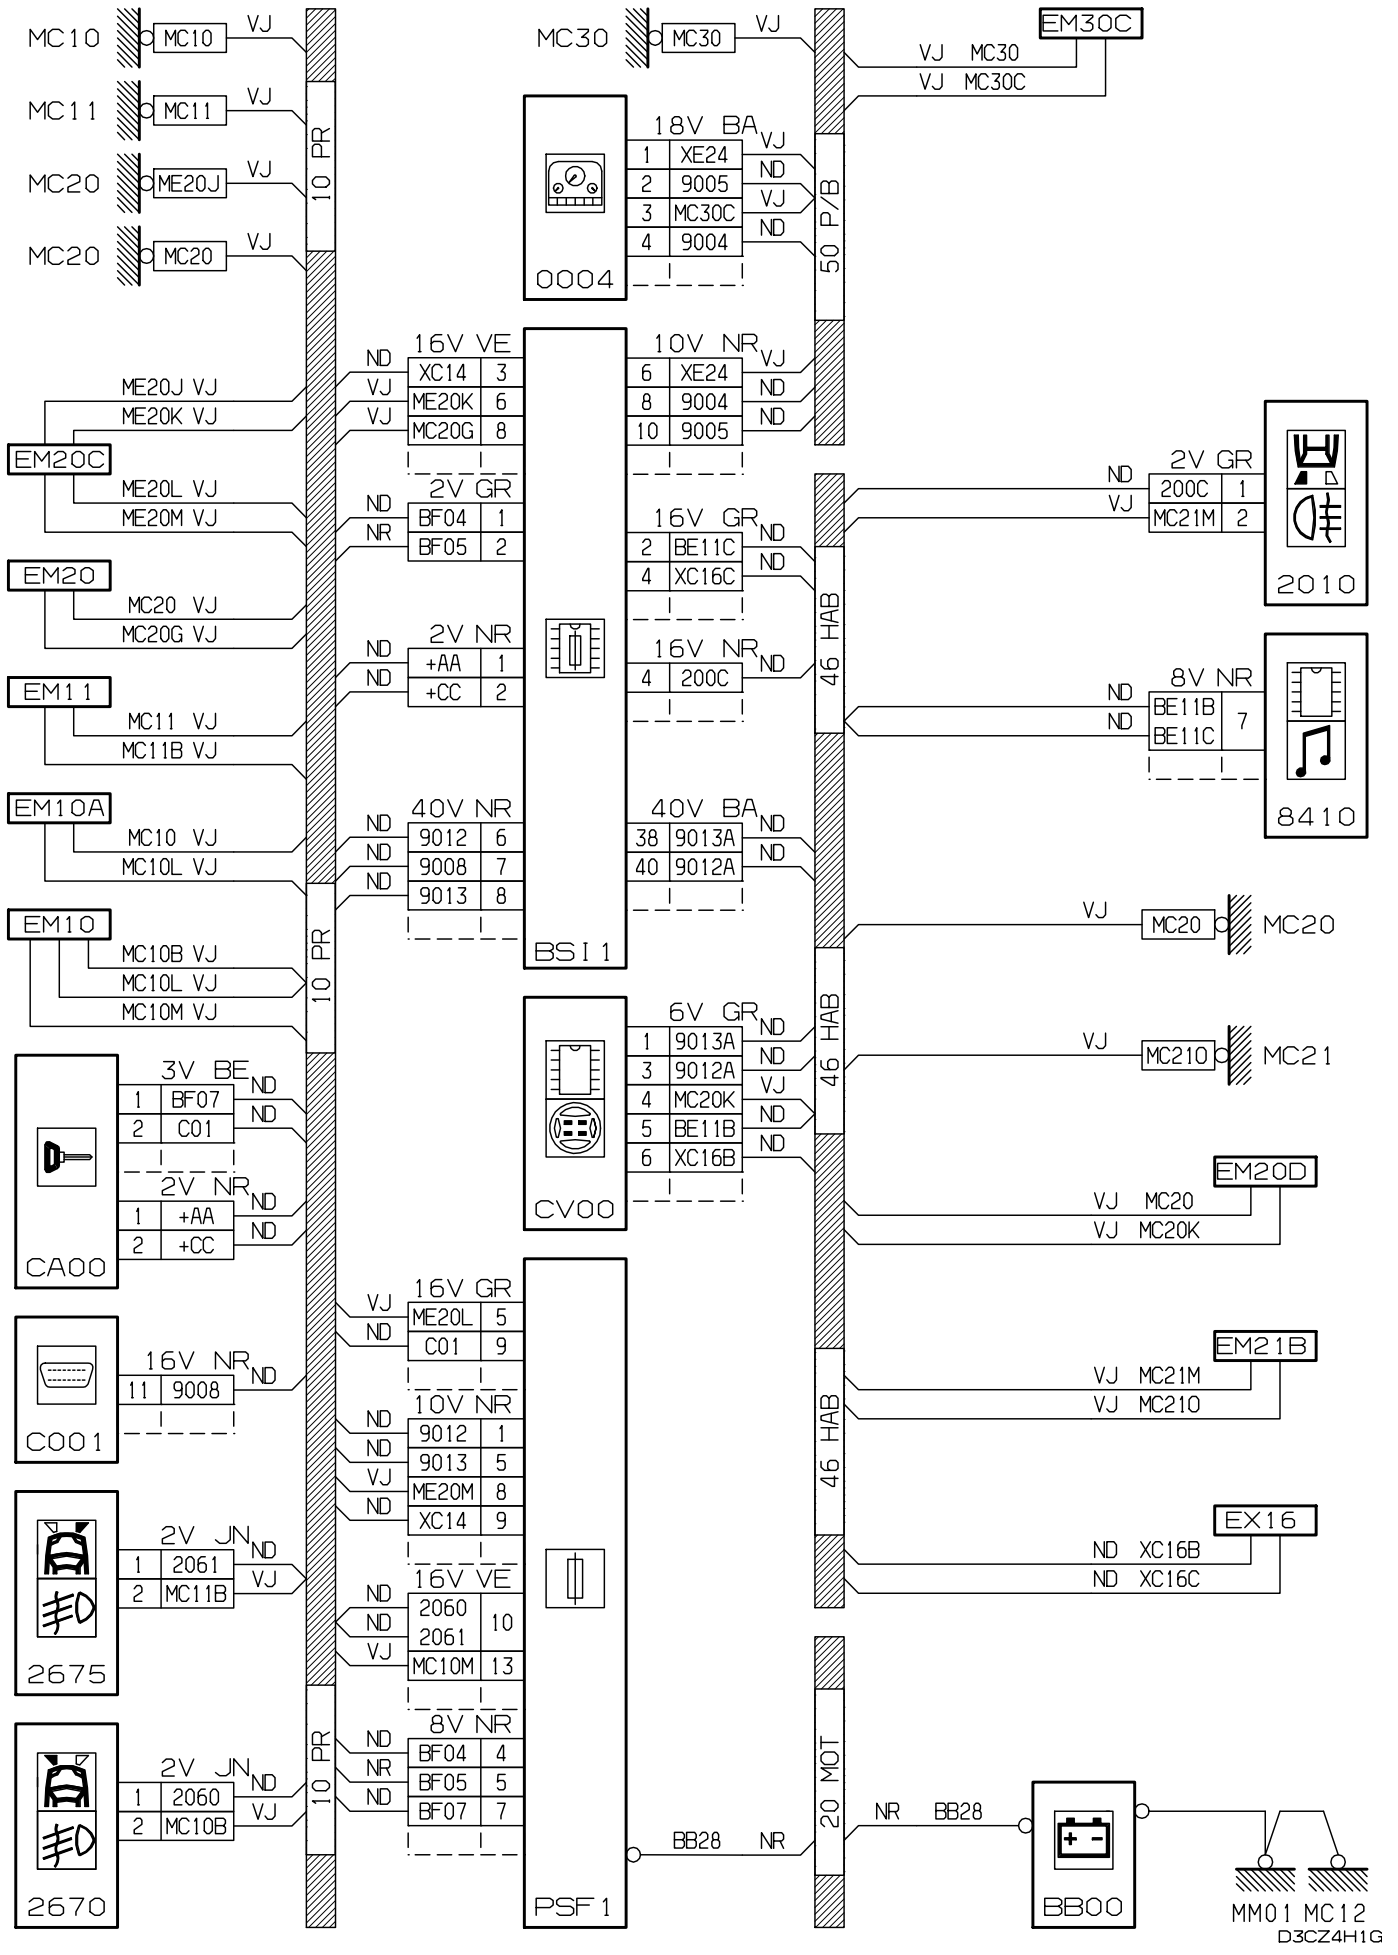 MC10 MC10 VJ
MC11 MC11 VJ
MC20 ME20J VJ
MC20 MC20 VJ
10 PR
ME20J VJ
ME20K VJ
EM20C
ME20L VJ
ME20M VJ
EM20
MC20 VJ
MC20G VJ
EM11
MC11 VJ
MC11B VJ
EM10A
MC10 VJ
MC10L VJ
EM10
MC10B VJ
MC10L VJ
MC10M VJ
10 PR
3V BE
1 BF07 ND
2 C01 ND
2V NR
1 +AA ND
2 +CC ND
CA00
16V NR
11 9008 ND
C001
2V JN
1 2061 ND
2 MC11B VJ
2675
2V JN
1 2060 ND
2 MC10B VJ
2670
10 PR
MC30 MC30 VJ
18V BA
1 XE24 VJ
2 9005 ND
3 MC30C VJ
4 9004 ND
0004
50 P/B
16V VE
ND XC14 3
VJ ME20K 6
VJ MC20G 8
2V GR
ND BF04 1
NR BF05 2
2V NR
ND +AA 1
ND +CC 2
40V NR
ND 9012 6
ND 9008 7
ND 9013 8
10V NR
6 XE24 VJ
8 9004 ND
10 9005 ND
16V GR
2 BE11C ND
4 XC16C ND
16V NR
4 200C ND
40V BA
38 9013A ND
40 9012A ND
BSI1
6V GR
1 9013A ND
3 9012A ND
4 MC20K VJ
5 BE11B ND
6 XC16B ND
CV00
16V GR
VJ ME20L 5
ND C01 9
10V NR
ND 9012 1
ND 9013 5
VJ ME20M 8
ND XC14 9
16V VE
ND 2060
10
ND 2061
VJ MC10M 13
8V NR
ND BF04 4
NR BF05 5
ND BF07 7
PSF1
BB28 NR
EM30C
VJ MC30
VJ MC30C
46 HAB
2V GR
ND 200C 1
VJ MC21M 2
2010
8V NR
ND BE11B
7
ND BE11C
8410
VJ MC20 MC20
46 HAB
VJ MC21O MC21
EM20D
VJ MC20
VJ MC20K
EM21B
VJ MC21M
VJ MC21O
46 HAB
EX16
ND XC16B
ND XC16C
20 MOT
NR BB28
+ -
BB00
MM01 MC12
D3CZ4H1G